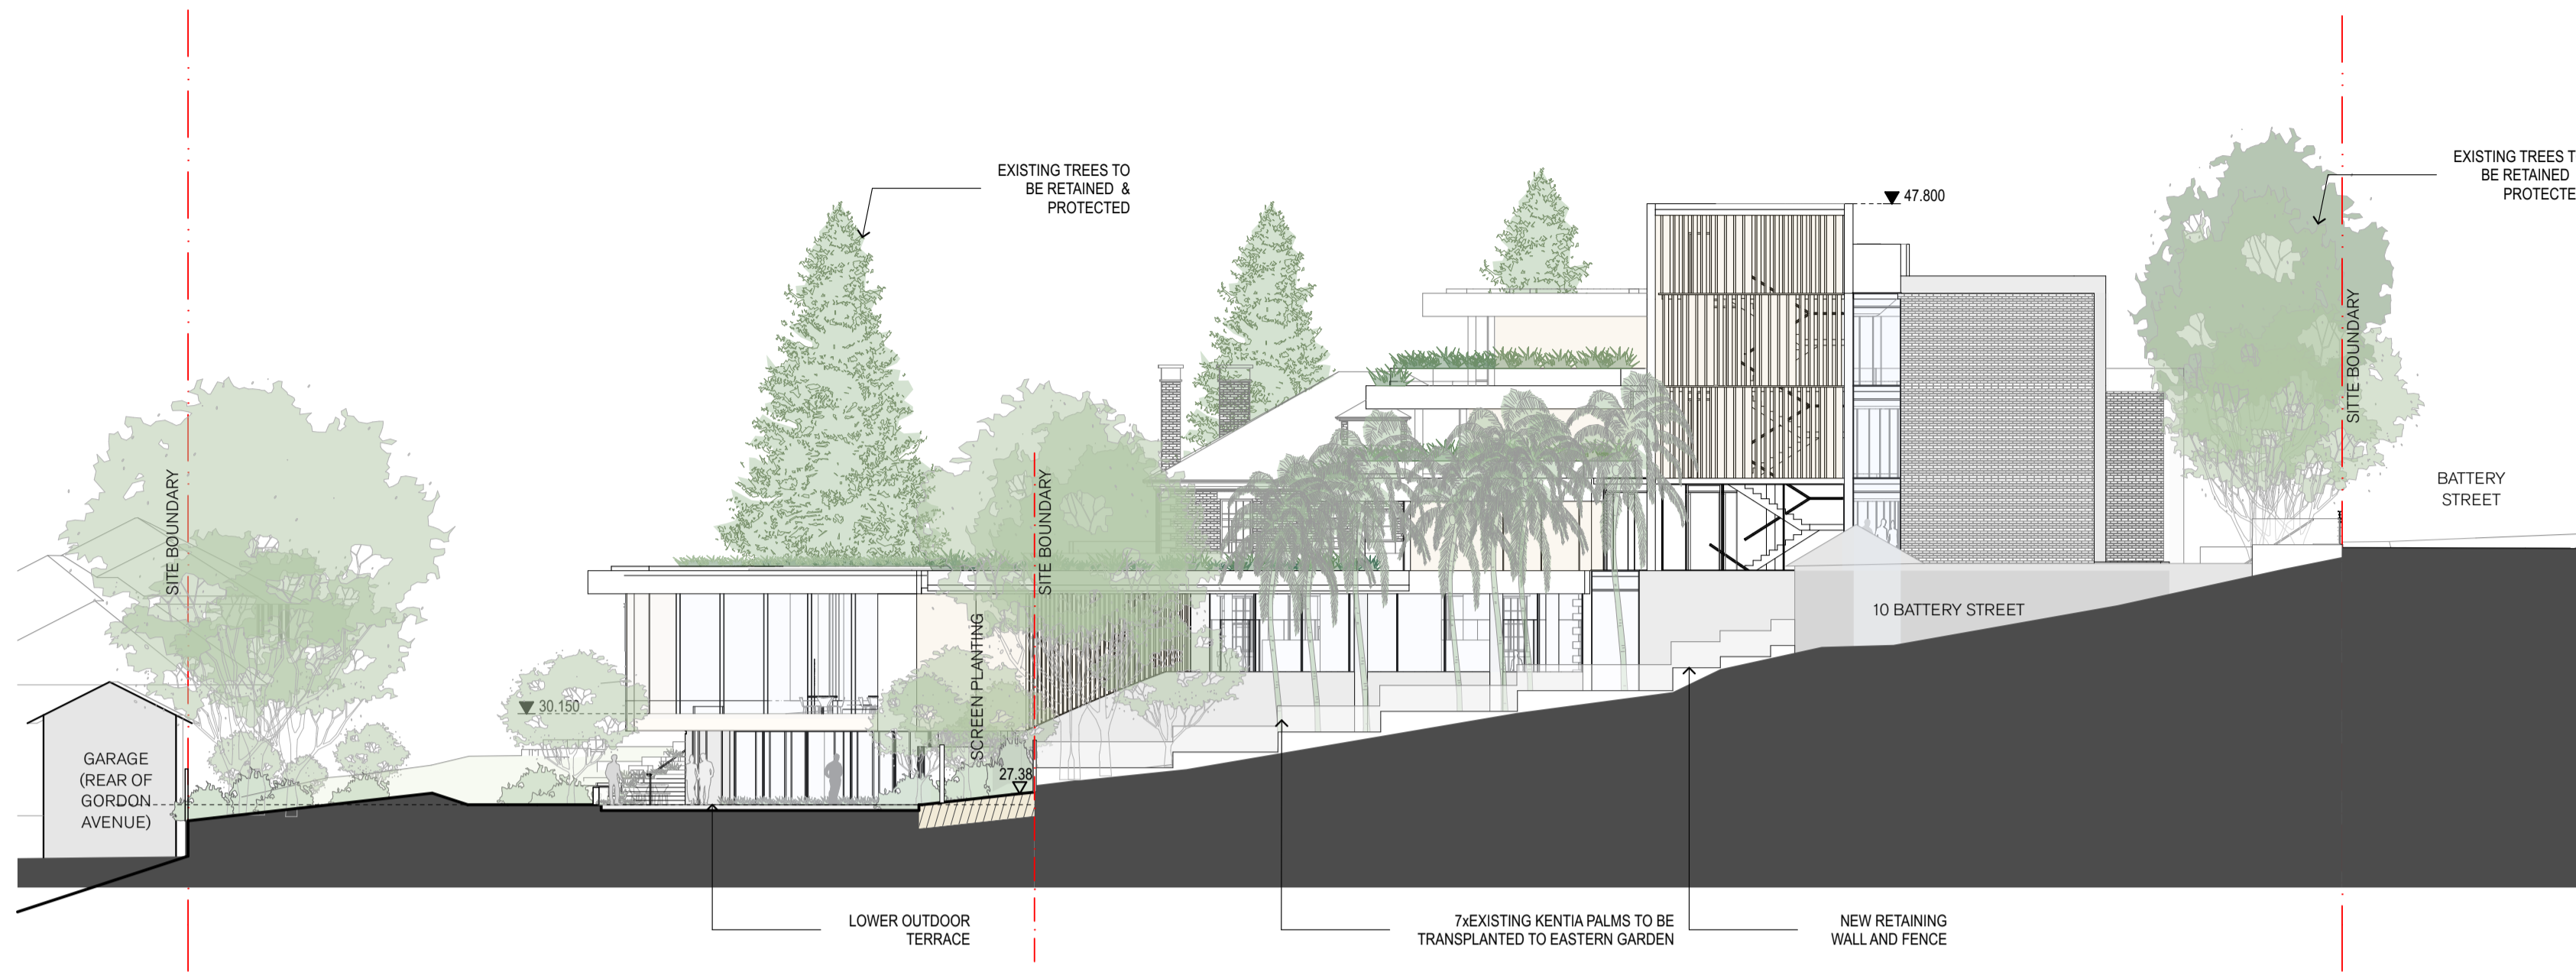 EXISTING TREES TO
BE RETAINED &
PROTECTED
47.800
EXISTING TREES T
BE RETAINED
PROTECTE
SITE BOUNDARY
SITE BOUNDARY
SITTE BOUNDARY
BATTERY
STREET
10 BATTERY STREET
SCREEN PLANTING
30.150
27.38
GARAGE
(REAR OF
GORDON
AVENUE)
LOWER OUTDOOR
TERRACE
7xEXISTING KENTIA PALMS TO BE
TRANSPLANTED TO EASTERN GARDEN
NEW RETAINING
WALL AND FENCE